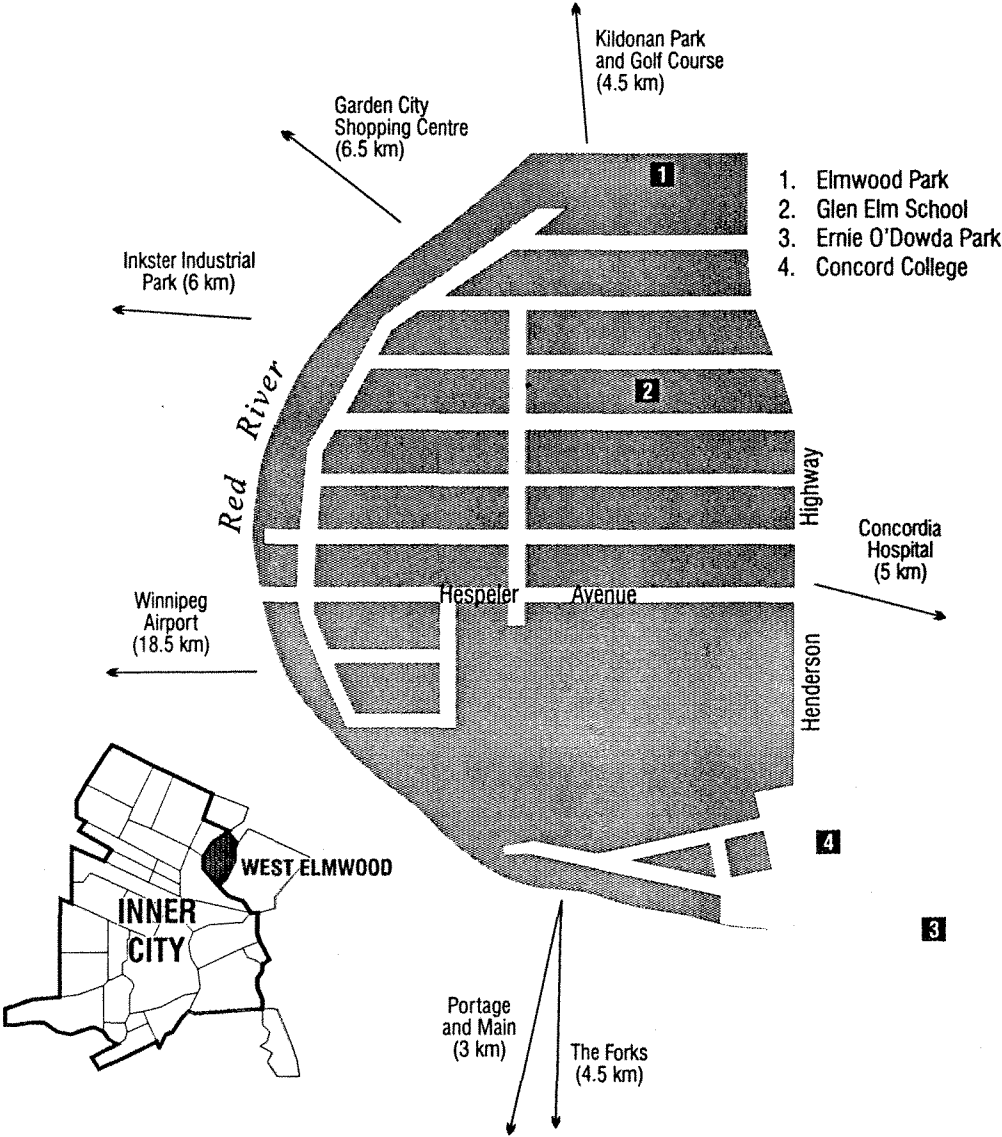 Kildonan Park
and Golf Course
(4.5 km)
Garden City
Shopping Centre
(6.5 km)
1
1. Elmwood Park
2. Glen Elm School
3. Ernie O'Dowda Park
4. Concord College
Inkster Industrial
Park (6 km)
2
Red River
Highway
Concordia
Hospital
(5 km)
Hespeler Avenue
Winnipeg
Airport
(18.5 km)
Henderson
4
WEST ELMWOOD
INNER
CITY
3
Portage
and Main
(3 km)
The Forks
(4.5 km)